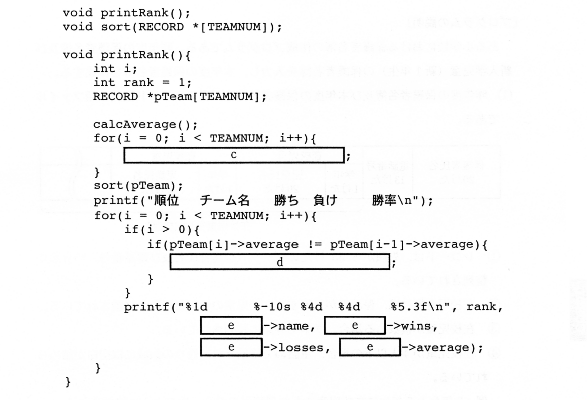 void printRank();
void sort(RECORD *[TEAMNUM]);
void printRank(){
int i;
int rank = 1;
RECORD *pTeam[TEAMNUM];
calcAverage();
for(i = 0; i < TEAMNUM; i++){
c ;
}
sort(pTeam);
printf("順位 チーム名 勝ち 負け 勝率\n");
for(i = 0; i < TEAMNUM; i++){
if(i > 0){
if(pTeam[i]->average != pTeam[i-1]->average){
d ;
}
}
printf("%1d %-10s %4d %4d %5.3f\n", rank,
e ->name, e ->wins,
e ->losses, e ->average);
}
}